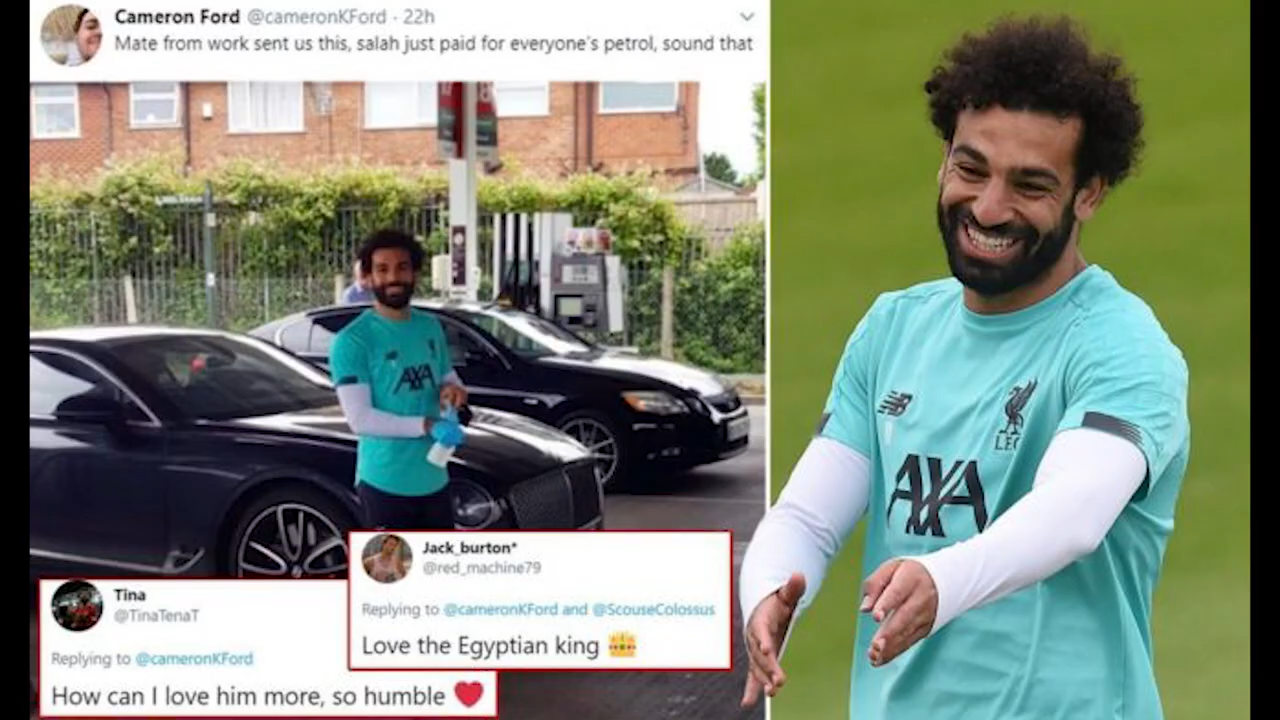 Cameron Ford @cameronKFord · 22h
Mate from work sent us this, salah just paid for everyone's petrol, sound that
AXA
Jack_burton*
@red_machine79
Replying to @cameronKFord and @ScouseColossus
Love the Egyptian king 👑
Tina
@TinaTenaT
Replying to @cameronKFord
How can I love him more, so humble ❤️
LFC
AXA